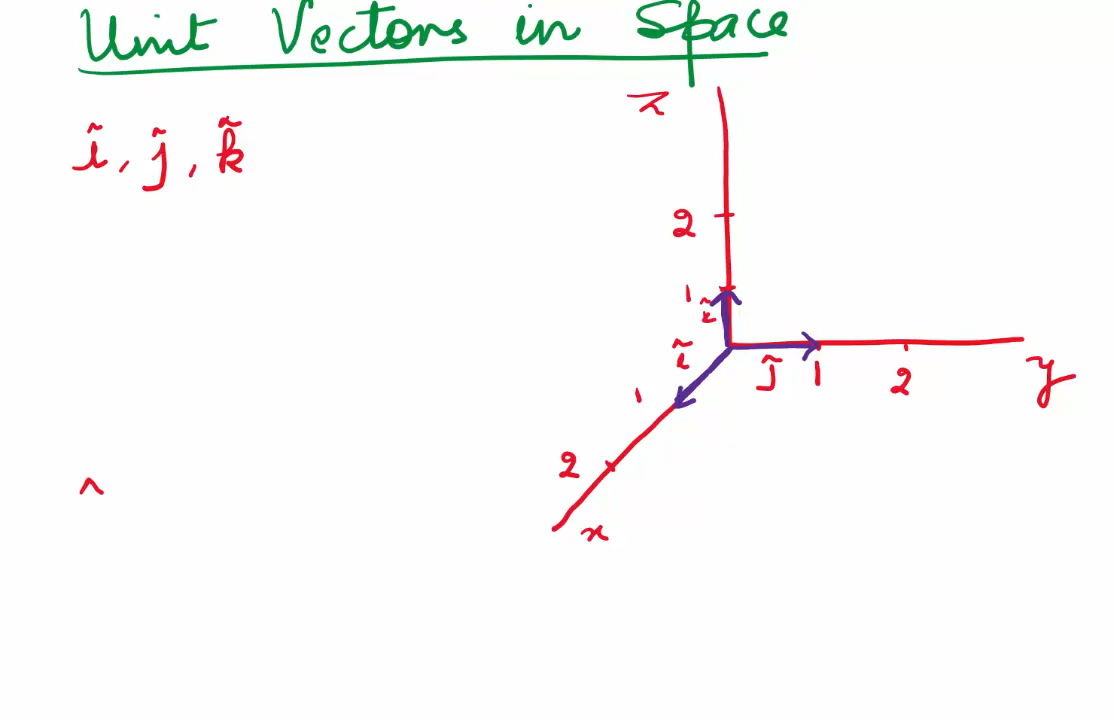 Unit Vectors in Space
ĩ, j̃, k̃
z
2
1
k̃
ĩ
j̃
1
2
y
1
2
x
^